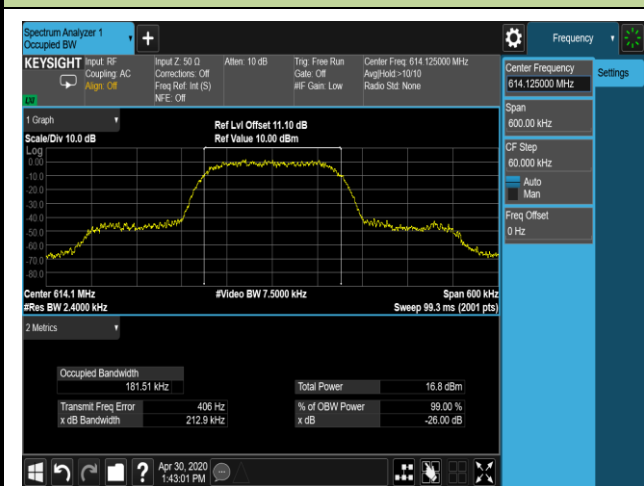 Spectrum Analyzer 1
Occupied BW
+
Frequency
KEYSIGHT
Input: RF
Coupling: AC
Align: Off
Input Z: 50 Ω
Corrections: Off
Freq Ref: Int (S)
NFE: Off
Atten: 10 dB
Trig: Free Run
Gate: Off
#IF Gain: Low
Center Freq: 614.125000 MHz
Avg|Hold:>10/10
Radio Std: None
Center Frequency
614.125000 MHz
Settings
Span
600.00 kHz
CF Step
60.000 kHz
Auto
Man
Freq Offset
0 Hz
1 Graph
Scale/Div 10.0 dB
Ref Lvl Offset 11.10 dB
Ref Value 10.00 dBm
Log
0.00
-10.0
-20.0
-30.0
-40.0
-50.0
-60.0
-70.0
-80.0
Center 614.1 MHz
#Video BW 7.5000 kHz
Span 600 kHz
#Res BW 2.4000 kHz
Sweep 99.3 ms (2001 pts)
2 Metrics
Occupied Bandwidth
181.51 kHz
Total Power 16.8 dBm
Transmit Freq Error 406 Hz
% of OBW Power 99.00 %
x dB Bandwidth 212.9 kHz
x dB -26.00 dB
?
Apr 30, 2020
1:43:01 PM